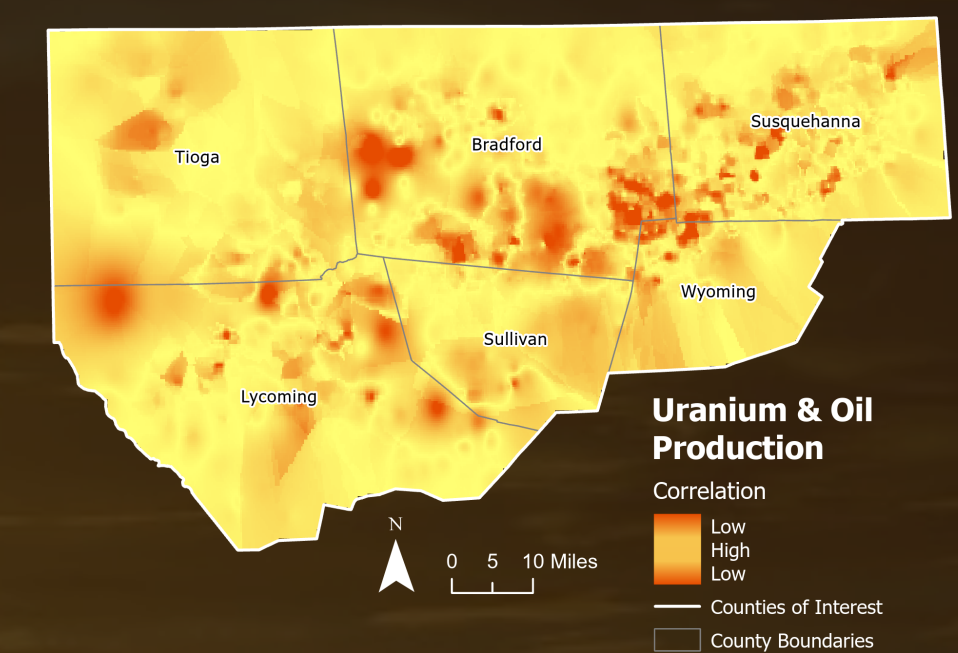 Susquehanna
Bradford
Tioga
Wyoming
Sullivan
Lycoming
Uranium & Oil
Production
Correlation
Low
High
Low
N
0 5 10 Miles
Counties of Interest
County Boundaries